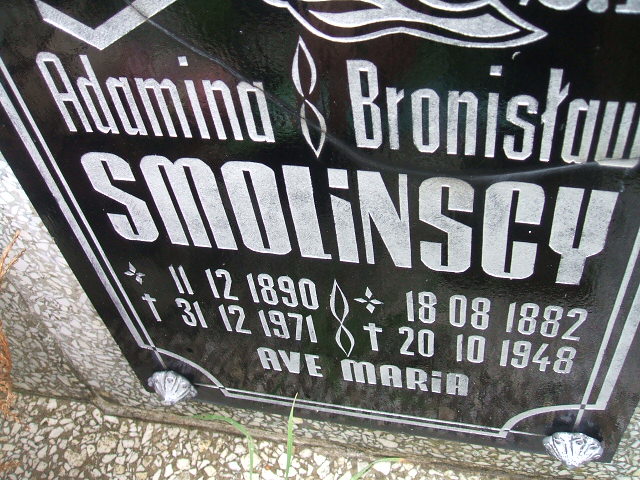 Adamina Bronisław
SMOLiNSCY
11 12 1890 18 08 1882
31 12 1971 20 10 1948
AVE MARiA